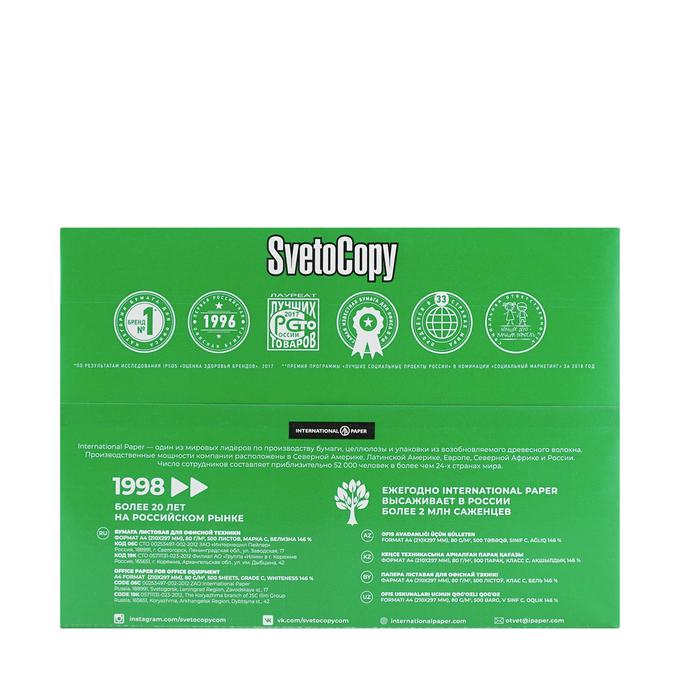 SvetoCopy
БРЕНД №1*
1996
ЛАУРЕАТ
ЛУЧШИХ
2017
РОССИИ
ТОВАРОВ
33
*ПО РЕЗУЛЬТАТАМ ИССЛЕДОВАНИЯ IPSOS «ОЦЕНКА ЗДОРОВЬЯ БРЕНДОВ», 2017 **ПРЕМИЯ ПРОГРАММЫ «ЛУЧШИЕ СОЦИАЛЬНЫЕ ПРОЕКТЫ РОССИИ» В НОМИНАЦИИ «СОЦИАЛЬНЫЙ МАРКЕТИНГ» ЗА 2018 ГОД
INTERNATIONAL PAPER
International Paper — один из мировых лидеров по производству бумаги, целлюлозы и упаковки из возобновляемого древесного волокна.
Производственные мощности компании расположены в Северной Америке, Латинской Америке, Европе, Северной Африке и России.
Число сотрудников составляет приблизительно 52 000 человек в более чем 24-х странах мира.
1998
БОЛЕЕ 20 ЛЕТ
НА РОССИЙСКОМ РЫНКЕ
ЕЖЕГОДНО INTERNATIONAL PAPER
ВЫСАЖИВАЕТ В РОССИИ
БОЛЕЕ 2 МЛН САЖЕНЦЕВ
RU
БУМАГА ЛИСТОВАЯ ДЛЯ ОФИСНОЙ ТЕХНИКИ
ФОРМАТ А4 (210Х297 ММ), 80 Г/М², 500 ЛИСТОВ, МАРКА С, БЕЛИЗНА 146 %
КОД 06С СТО 00253497-002-2012 ЗАО «Интернешнл Пейпер»
Россия, 188991, г. Светогорск, Ленинградская обл., ул. Заводская, 17
КОД 19К СТО 05711131-023-2012 Филиал АО «Группа «Илим» в г. Коряжме
Россия, 165651, г. Коряжма, Архангельская обл., ул. им. Дыбцына, 42
OFFICE PAPER FOR OFFICE EQUIPMENT
A4 FORMAT (210X297 MM), 80 G/M², 500 SHEETS, GRADE C, WHITENESS 146 %
CODE 06C 00253497-002-2012 ZAO International Paper
Russia, 188991, Svetogorsk, Leningrad Region, Zavodskaya st., 17
CODE 19K 05711131-023-2012, The Koryazhma branch of JSC Ilim Group
Russia, 165651, Koryazhma, Arkhangelsk Region, Dybtsyna st., 42
AZ
OFIS AVADANLIĞI ÜÇÜN BÜLLETEN
FORMAT A4 (210X297 MM), 80 G/M², 500 TƏBƏQƏ, SINIF C, AĞLIQ 146 %
KZ
КЕҢСЕ ТЕХНИКАСЫНА АРНАЛҒАН ПАРАҚ ҚАҒАЗЫ
ФОРМАТ А4 (210Х297 ММ), 80 Г/М², 500 ПАРАҚ, КЛАСС С, АҚШЫЛДЫҚ 146 %
BY
ПАПЕРА ЛІСТАВАЯ ДЛЯ ОФІСНАЙ ТЭХНІКІ
ФАРМАТ А4 (210Х297 ММ), 80 Г/М², 500 ЛІСТОЎ, КЛАС С, БЕЛЬ 146 %
UZ
OFIS USKUNALARI UCHUN QOG'OZLI QOG'OZ
FORMATI A4 (210X297 MM), 80 G/M², 500 BARG, V SINF C, OQLIK 146 %
instagram.com/svetocopycom
vk.com/svetocopycom
internationalpaper.com
otvet@ipaper.com